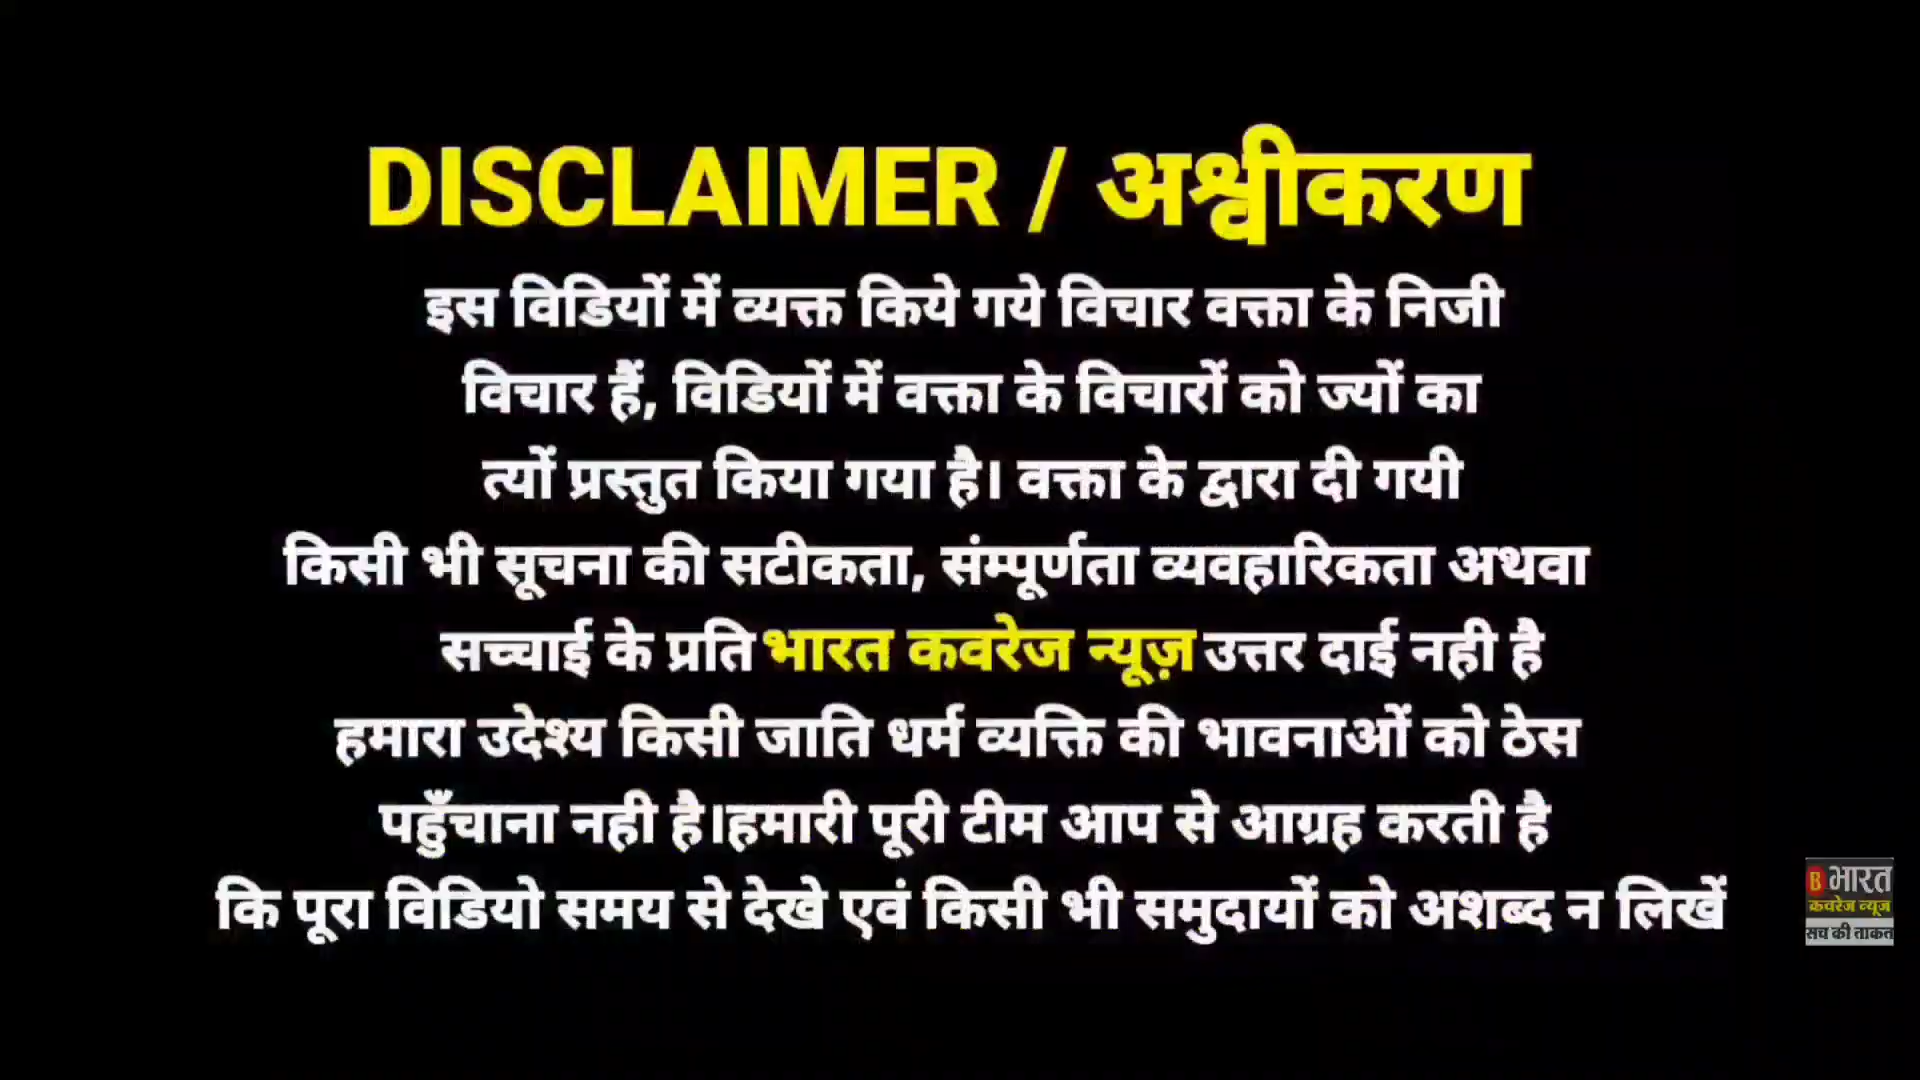 DISCLAIMER / अश्वीकरण
इस विडियों में व्यक्त किये गये विचार वक्ता के निजी
विचार हैं, विडियों में वक्ता के विचारों को ज्यों का
त्यों प्रस्तुत किया गया है। वक्ता के द्वारा दी गयी
किसी भी सूचना की सटीकता, संम्पूर्णता व्यवहारिकता अथवा
सच्चाई के प्रति भारत कवरेज न्यूज़ उत्तर दाई नही है
हमारा उदेश्य किसी जाति धर्म व्यक्ति की भावनाओं को ठेस
पहुँचाना नही है।हमारी पूरी टीम आप से आग्रह करती है
कि पूरा विडियो समय से देखे एवं किसी भी समुदायों को अशब्द न लिखें
B भारत
कवरेज न्यूज
सच की ताकत